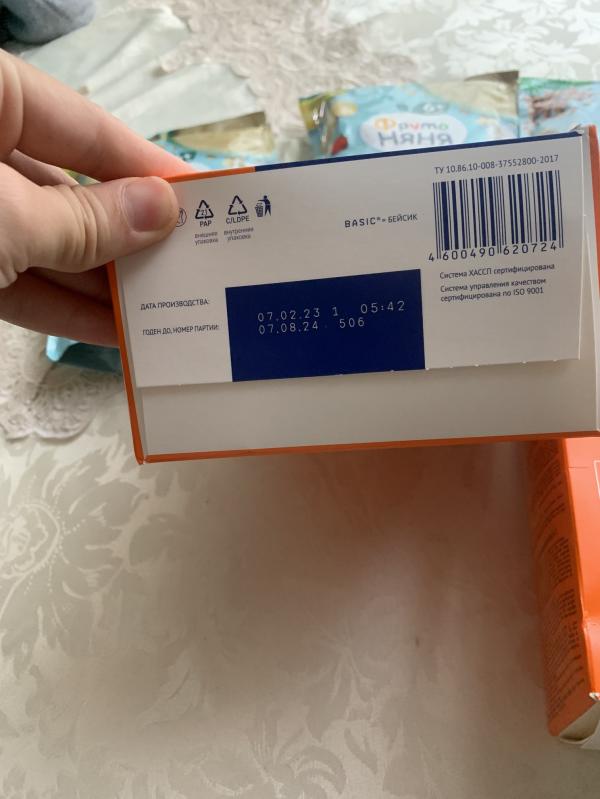 Фруто
НЯНЯ
ТУ 10.86.10-008-37552800-2017
21
PAP
C/LDPE
внешняя
упаковка
внутренняя
упаковка
BASIC® = БЕЙСИК
4 600490 620724
Система ХАССП сертифицирована
Система управления качеством
сертифицирована по ISO 9001
ДАТА ПРОИЗВОДСТВА:
07.02.23 1 05:42
ГОДЕН ДО, НОМЕР ПАРТИИ:
07.08.24 506